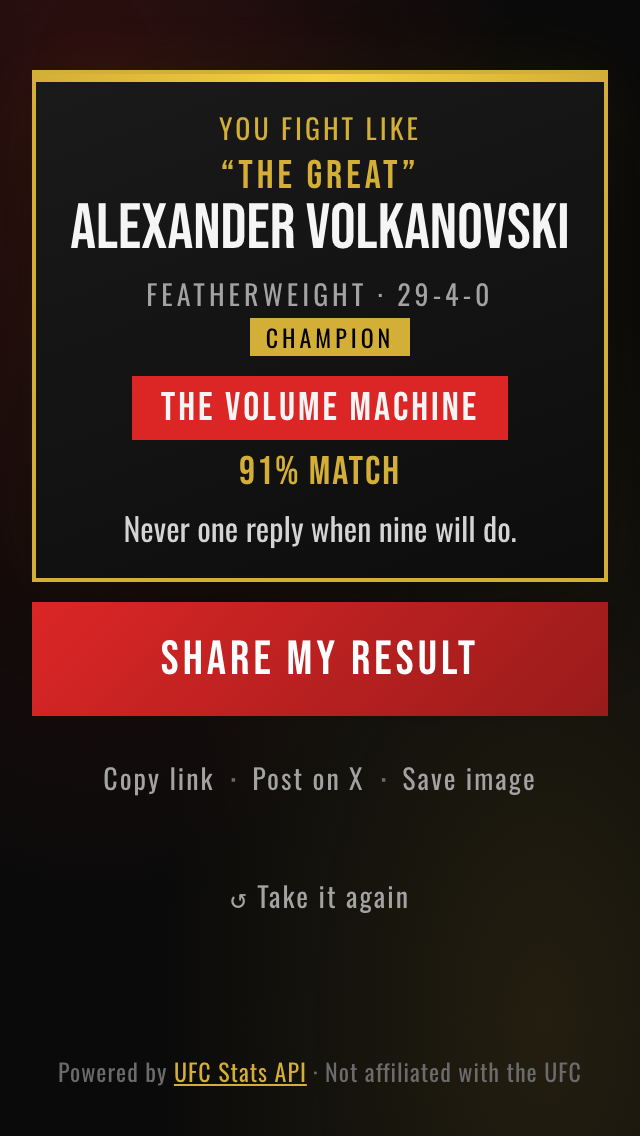 YOU FIGHT LIKE
“THE GREAT”
ALEXANDER VOLKANOVSKI
FEATHERWEIGHT · 29-4-0
CHAMPION
THE VOLUME MACHINE
91% MATCH
Never one reply when nine will do.
SHARE MY RESULT
Copy link · Post on X · Save image
↺ Take it again
Powered by UFC Stats API · Not affiliated with the UFC